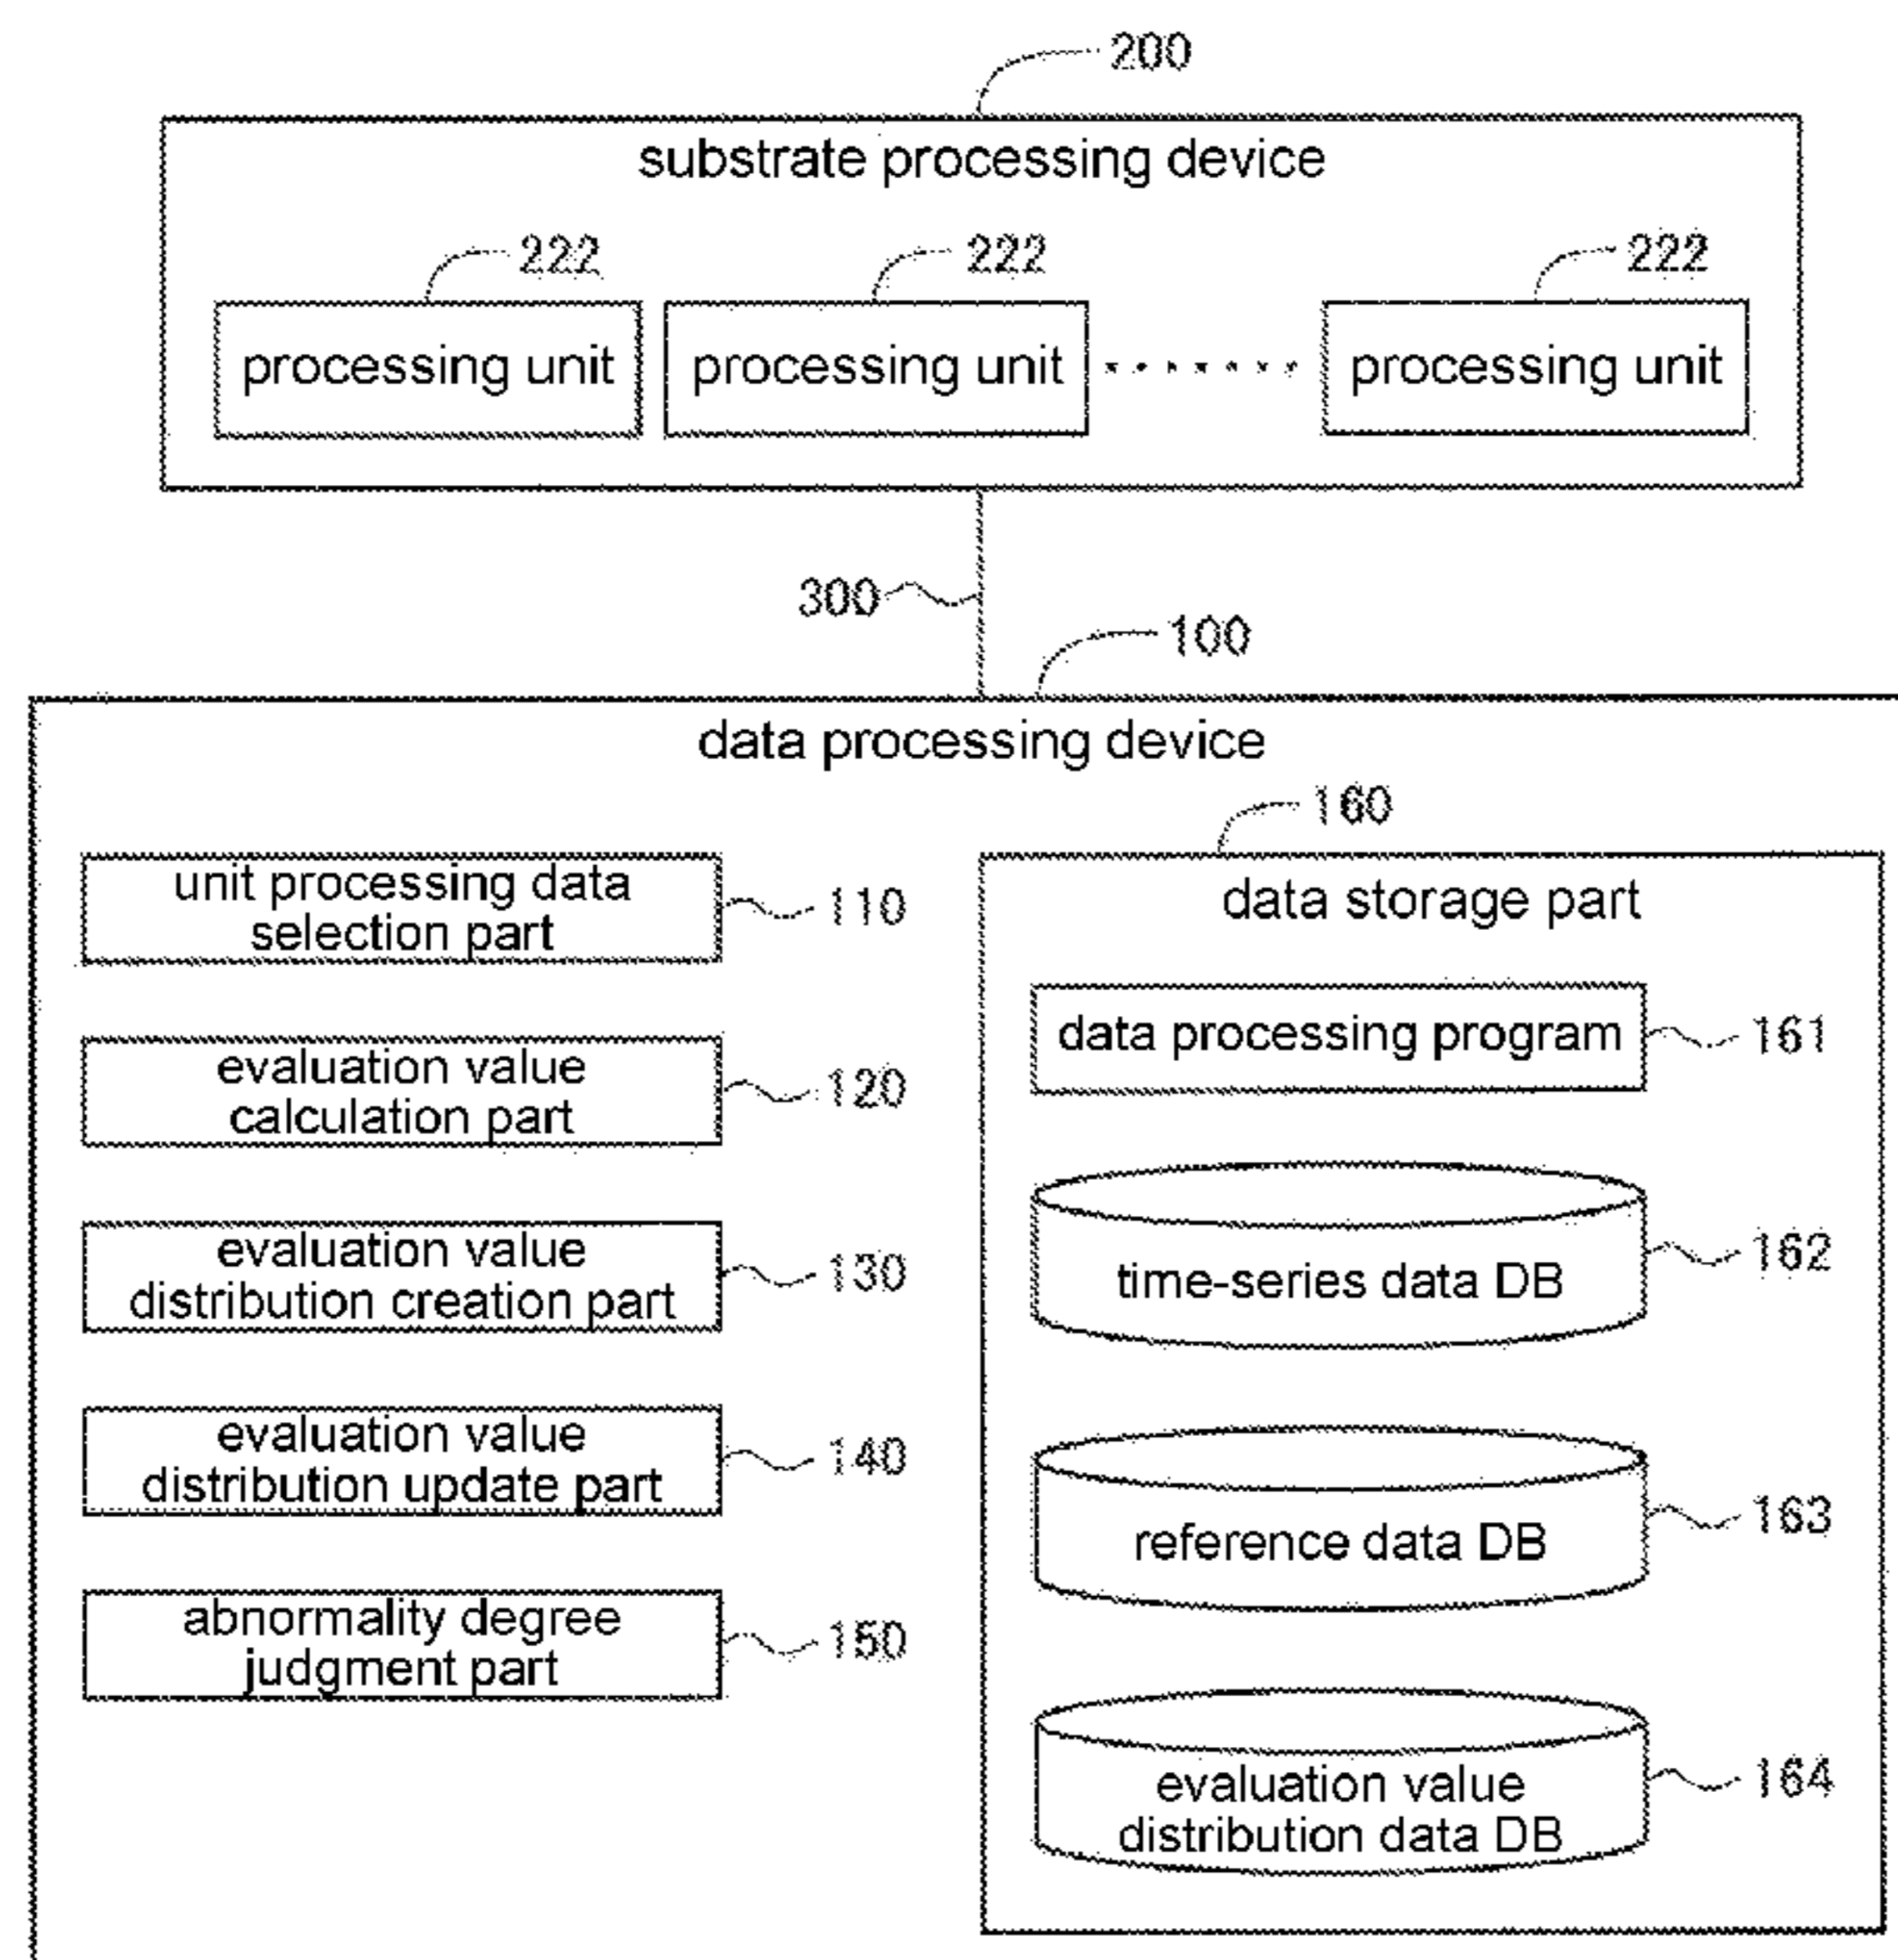 200
substrate processing device
222 222 222
processing unit processing unit processing unit
300
100
data processing device
160
unit processing data
selection part
110
data storage part
data processing program
161
evaluation value
calculation part
120
time-series data DB
162
evaluation value
distribution creation part
130
evaluation value
distribution update part
140
reference data DB
163
abnormality degree
judgment part
150
evaluation value
distribution data DB
164